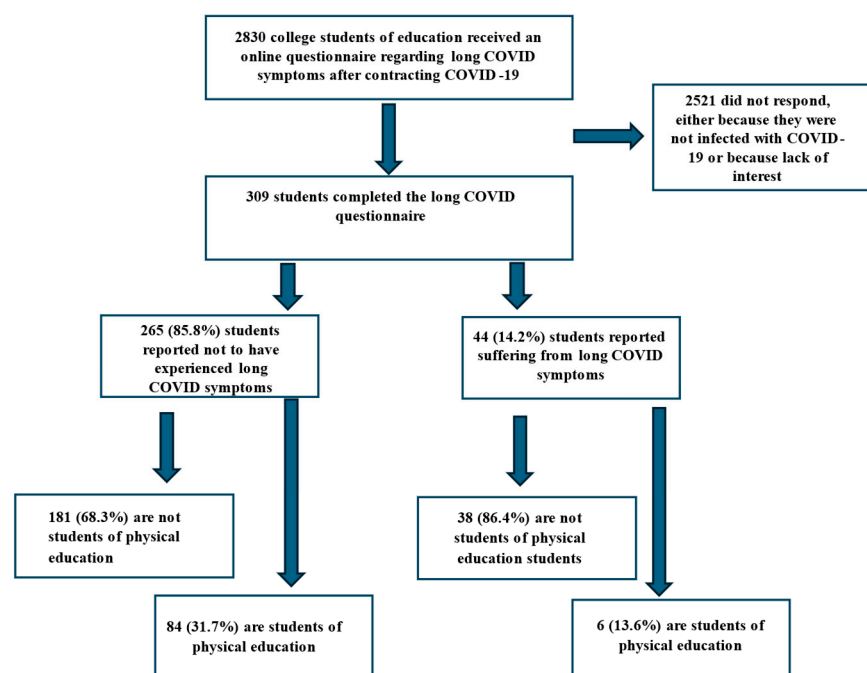 2830 college students of education received an
online questionnaire regarding long COVID
symptoms after contracting COVID-19
2521 did not respond,
either because they were
not infected with COVID-
19 or because lack of
interest
309 students completed the long COVID
questionnaire
265 (85.8%) students
reported not to have
experienced long
COVID symptoms
44 (14.2%) students reported
suffering from long COVID
symptoms
181 (68.3%) are not
students of physical
education
38 (86.4%) are not
students of physical
education students
84 (31.7%) are students of
physical education
6 (13.6%) are students of
physical education